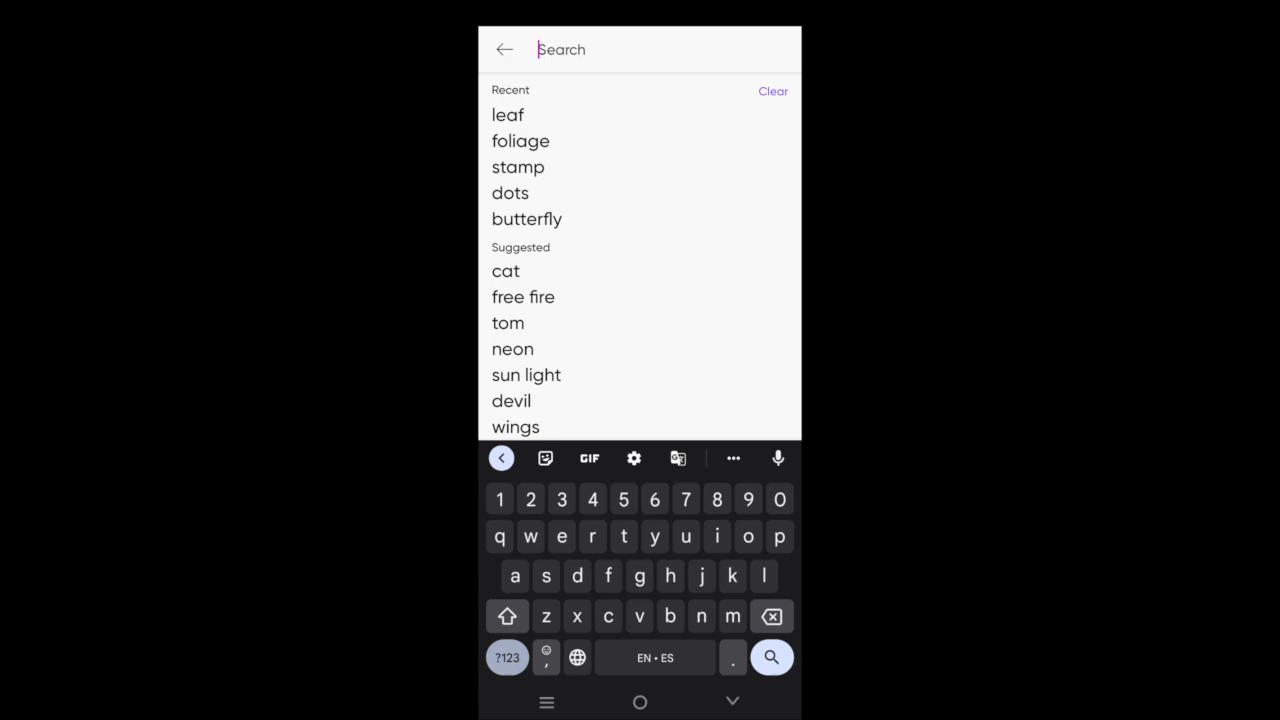 Search
Recent Clear
leaf
foliage
stamp
dots
butterfly
Suggested
cat
free fire
tom
neon
sun light
devil
wings
GIF
1 2 3 4 5 6 7 8 9 0
q w e r t y u i o p
a s d f g h j k l
z x c v b n m
?123 , EN • ES .